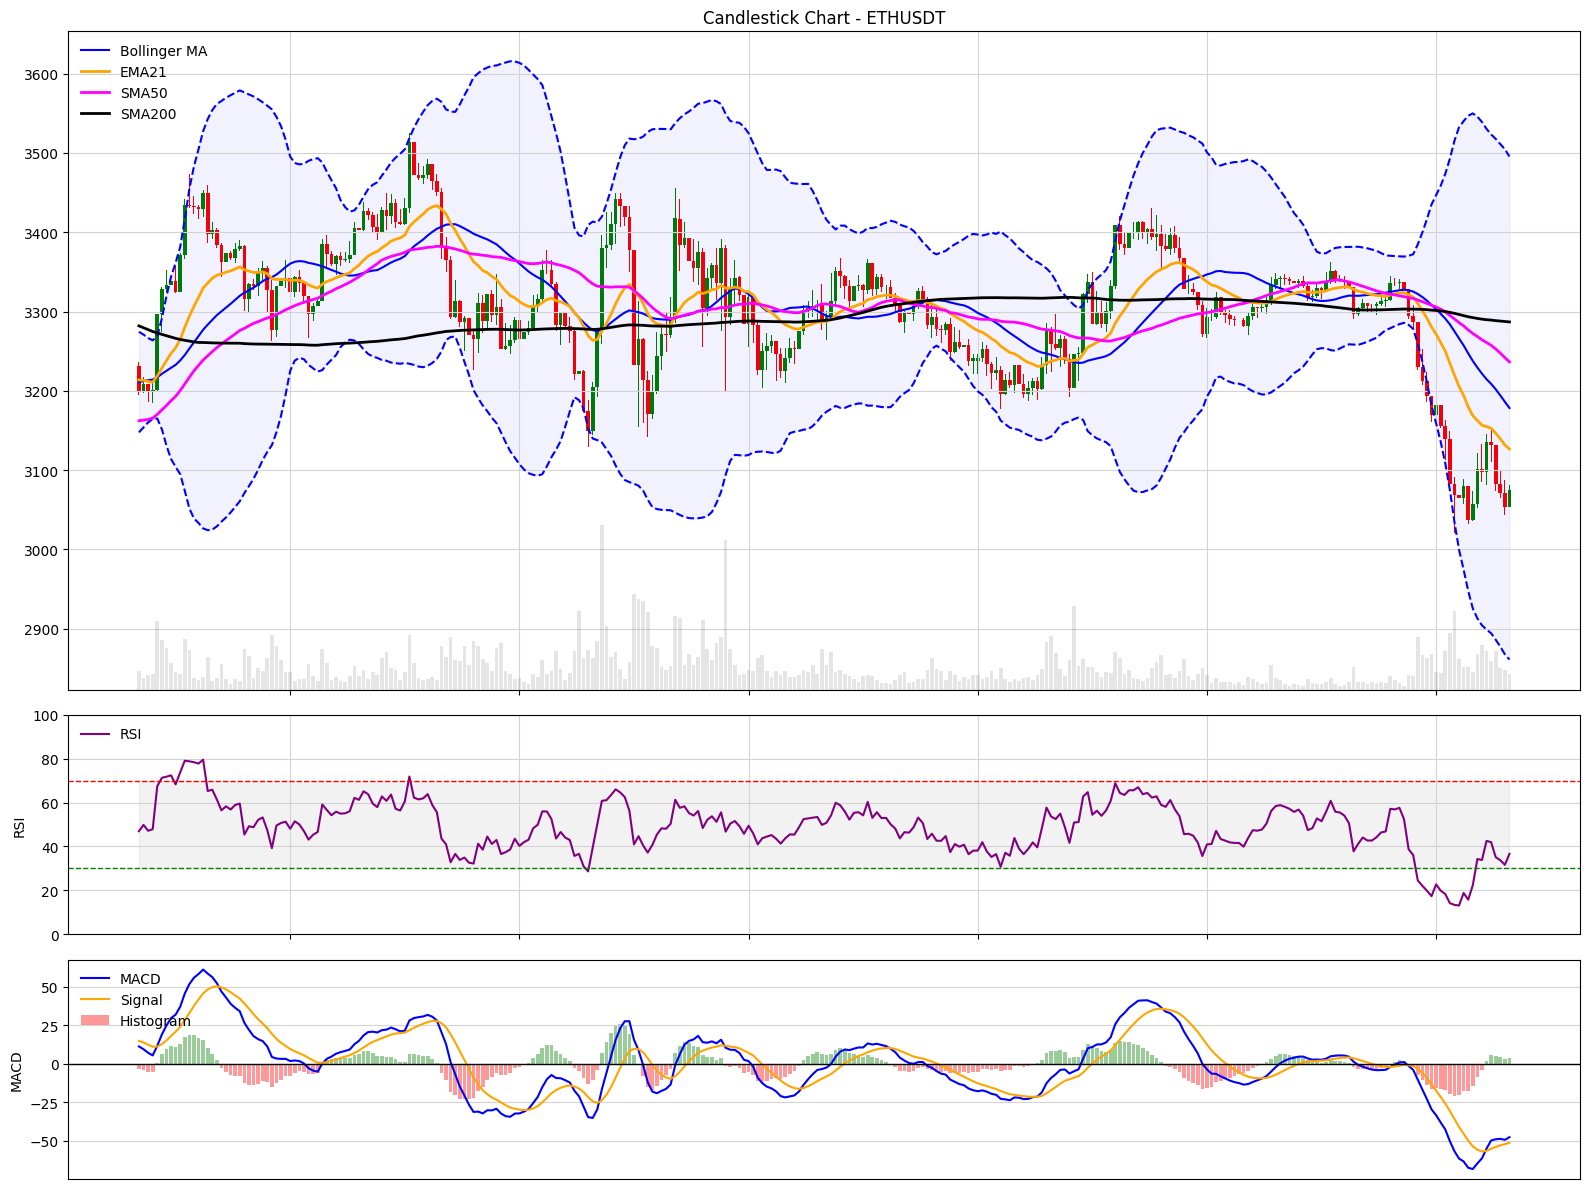 Candlestick Chart - ETHUSDT
Bollinger MA
EMA21
SMA50
SMA200
3600
3500
3400
3300
3200
3100
3000
2900
RSI
RSI
100
80
60
40
20
0
MACD
Signal
Histogram
MACD
50
25
0
−25
−50